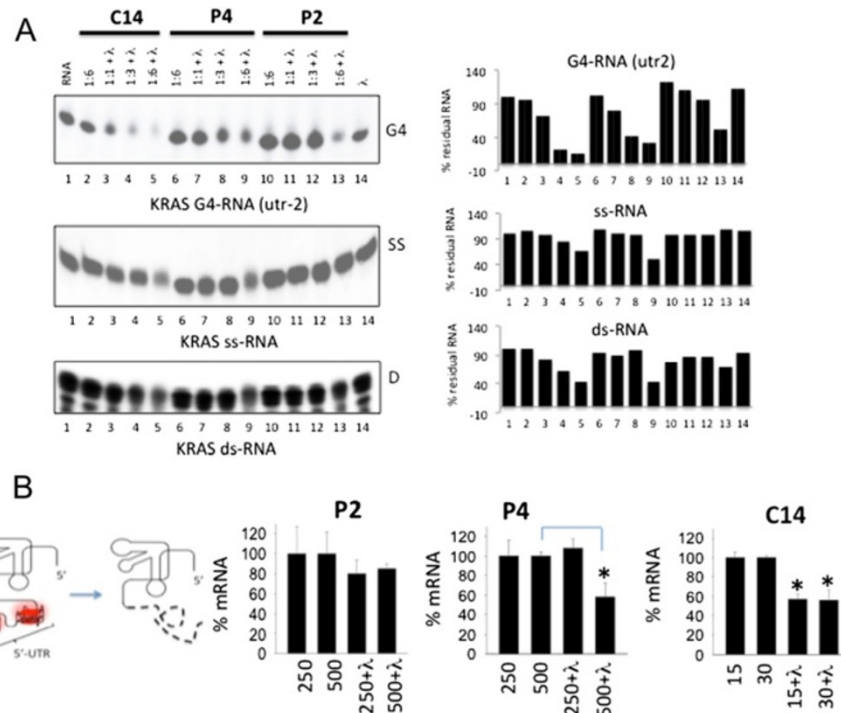 A
C14 P4 P2
RNA 1:6 1:1 + λ 1:3 + λ 1:6 + λ 1:6 1:1 + λ 1:3 + λ 1:6 + λ 1:6 1:1 + λ 1:3 + λ 1:6 + λ λ
G4
1 2 3 4 5 6 7 8 9 10 11 12 13 14
KRAS G4-RNA (utr-2)
SS
1 2 3 4 5 6 7 8 9 10 11 12 13 14
KRAS ss-RNA
D
1 2 3 4 5 6 7 8 9 10 11 12 13 14
KRAS ds-RNA
G4-RNA (utr2)
% residual RNA
140
90
40
-10
1 2 3 4 5 6 7 8 9 10 11 12 13 14
ss-RNA
% residual RNA
140
90
40
-10
1 2 3 4 5 6 7 8 9 10 11 12 13 14
ds-RNA
% residual RNA
140
90
40
-10
1 2 3 4 5 6 7 8 9 10 11 12 13 14
B
5'
5'-UTR
5'
P2
% mRNA
120
100
80
60
40
20
0
250 500 250+λ 500+λ
P4
% mRNA
120
100
80
60
40
20
0
*
250 500 250+λ 500+λ
C14
% mRNA
120
100
80
60
40
20
0
* *
15 30 15+λ 30+λ